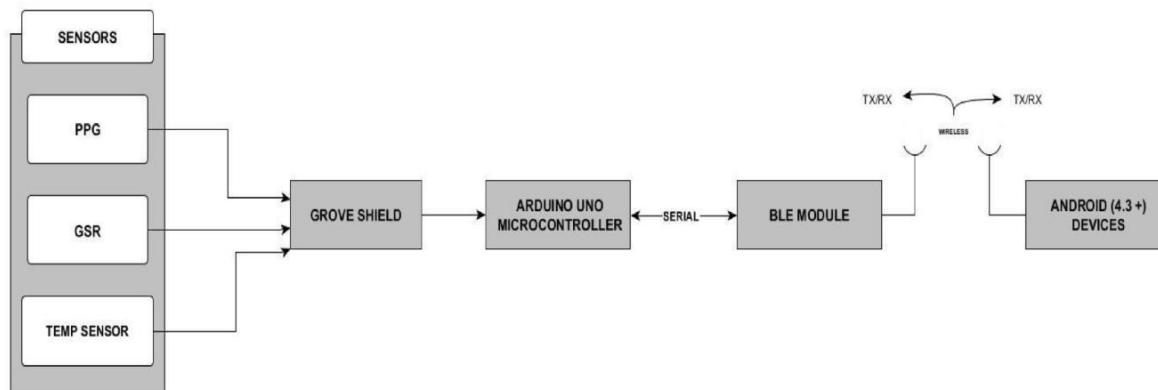 SENSORS
PPG
GSR
TEMP SENSOR
GROVE SHIELD
ARDUINO UNO
MICROCONTROLLER
SERIAL
BLE MODULE
TX/RX
TX/RX
WIRELESS
ANDROID (4.3 +)
DEVICES